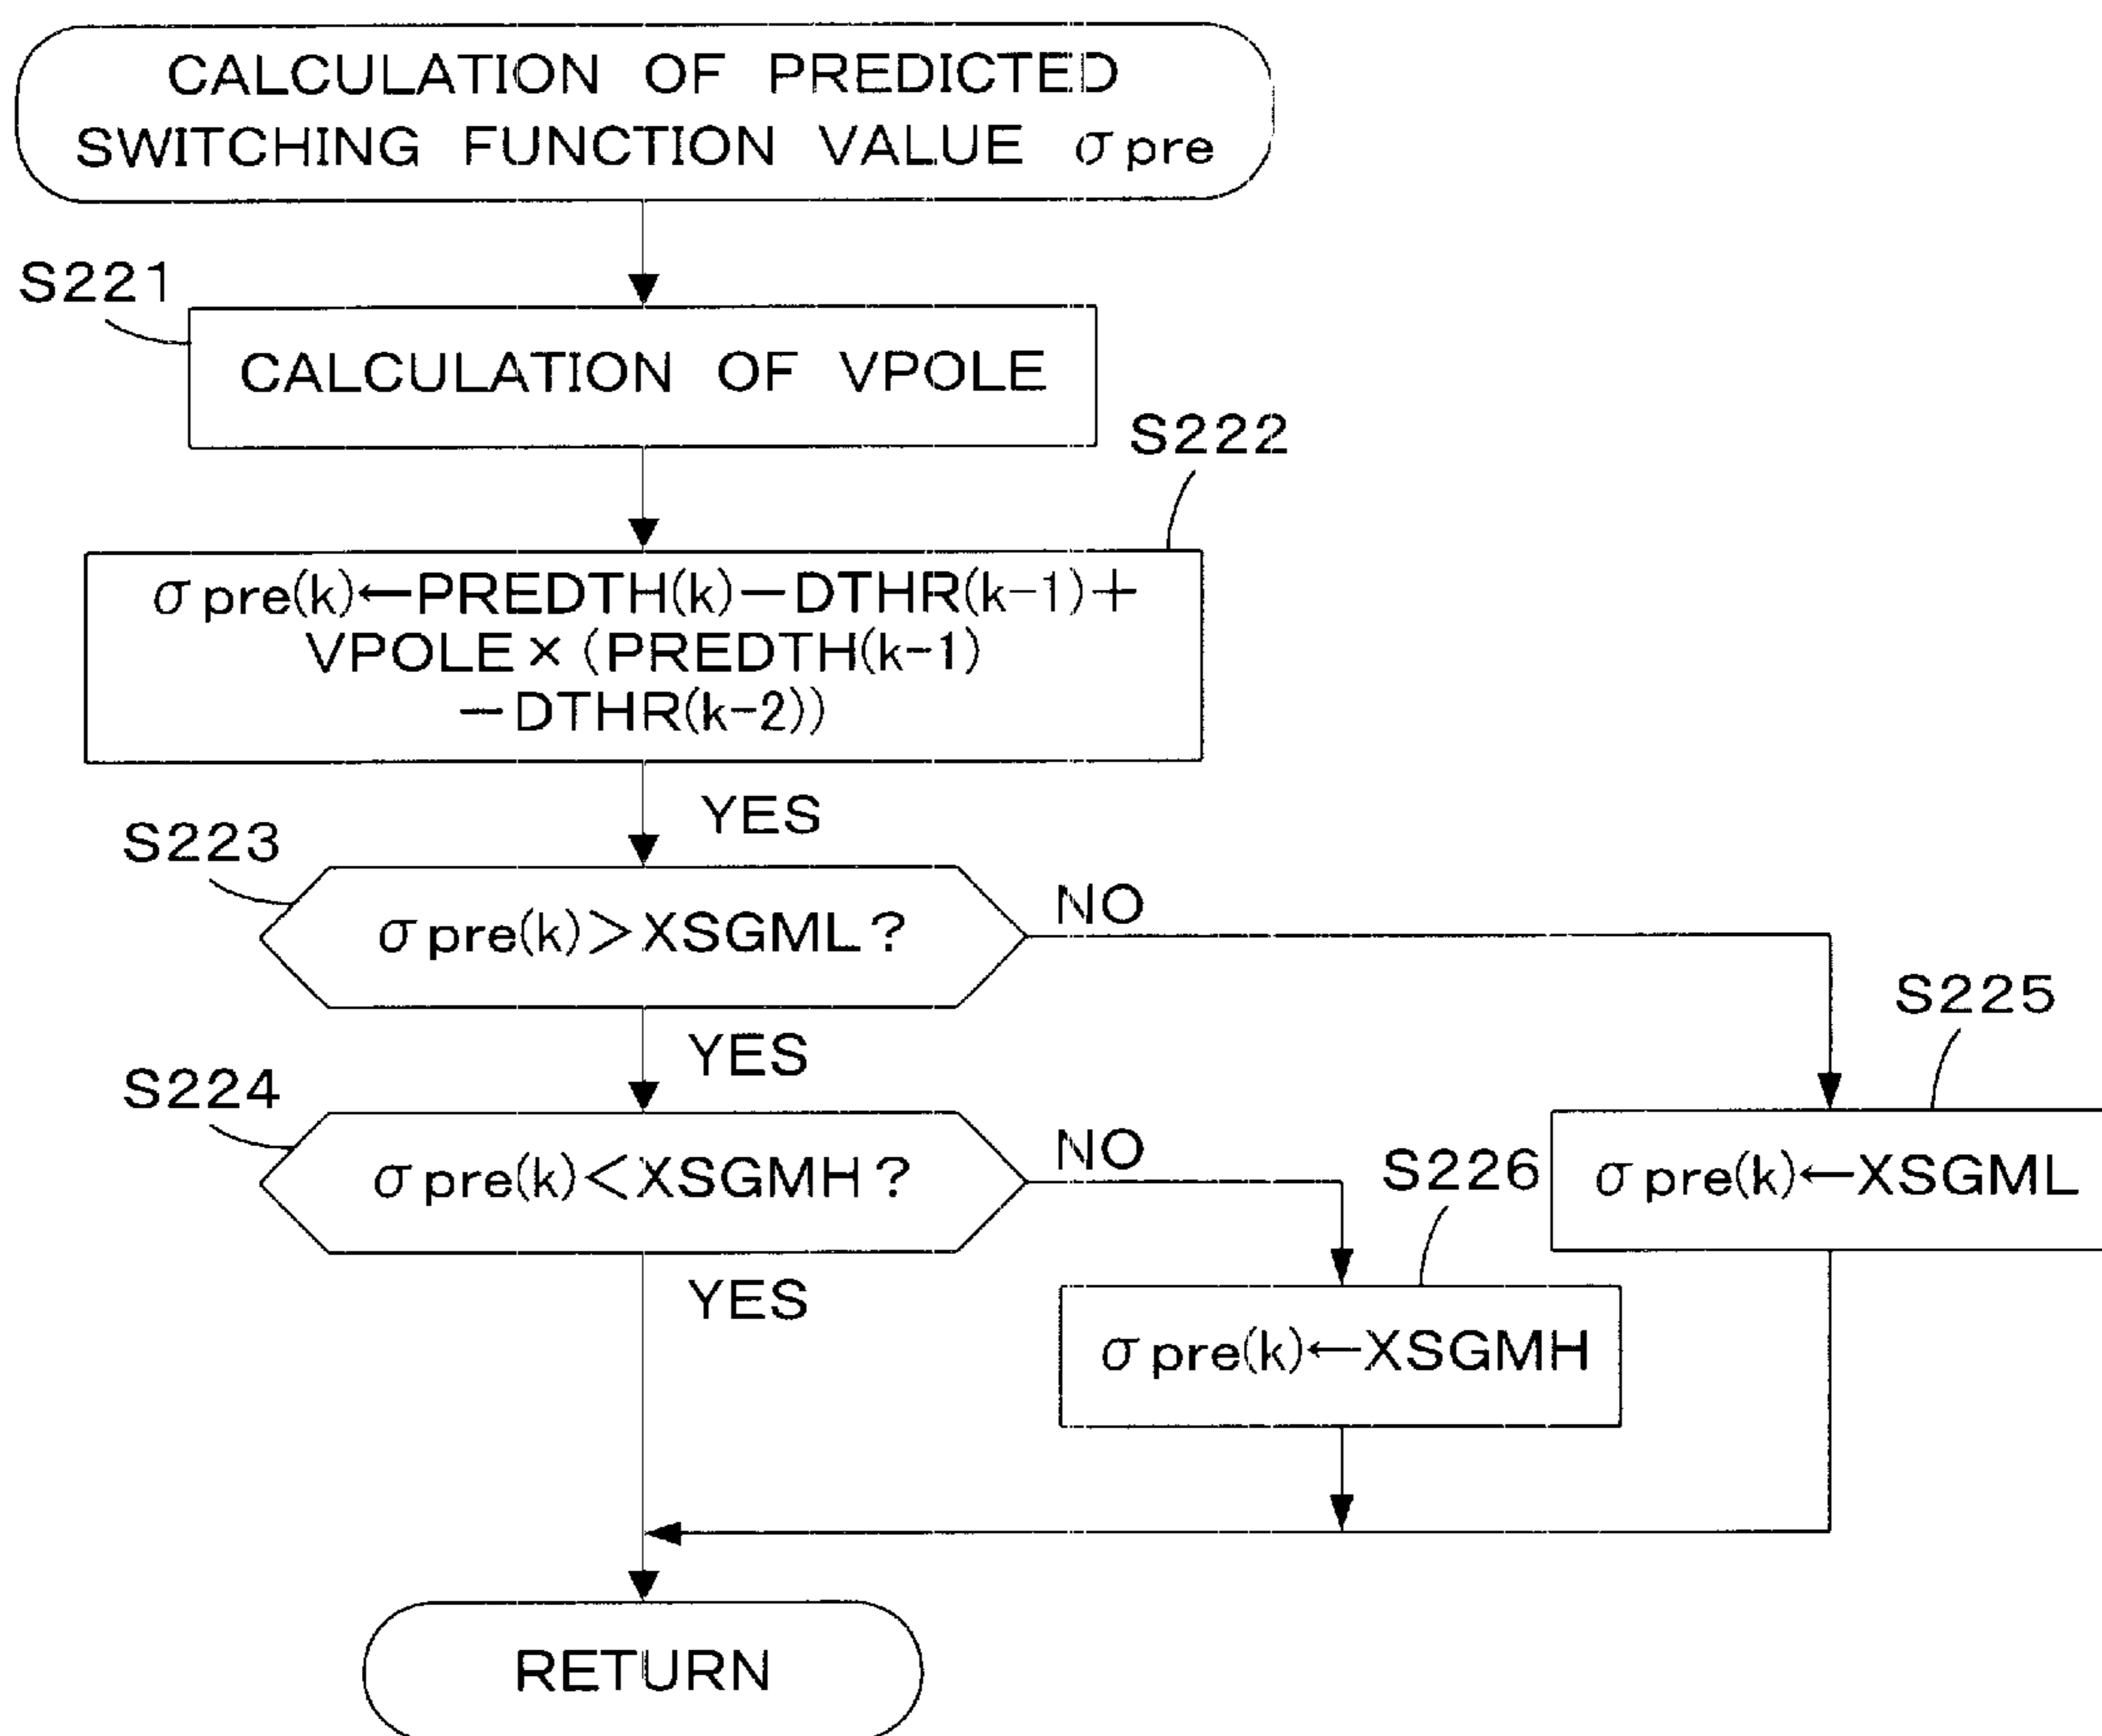 CALCULATION OF PREDICTED
SWITCHING FUNCTION VALUE σpre
S221
CALCULATION OF VPOLE
S222
σpre(k)←PREDTH(k)−DTHR(k-1)+
VPOLE×(PREDTH(k-1)
−DTHR(k-2))
YES
S223
σpre(k)>XSGML?
NO
S225
σpre(k)←XSGML
YES
S224
σpre(k)<XSGMH?
NO
S226
σpre(k)←XSGMH
YES
RETURN